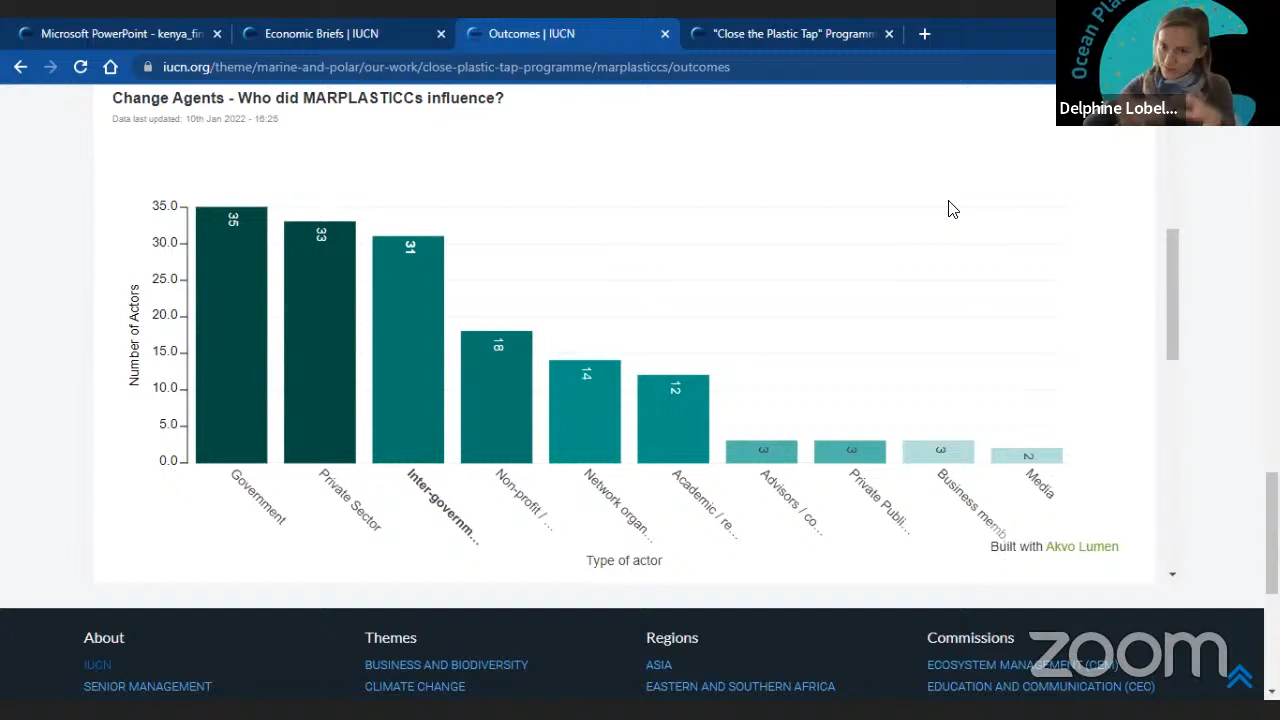 Microsoft PowerPoint - kenya_fin
Economic Briefs | IUCN
Outcomes | IUCN
"Close the Plastic Tap" Programm
iucn.org/theme/marine-and-polar/our-work/close-plastic-tap-programme/marplasticcs/outcomes
Ocean Pla
Delphine Lobel...
Change Agents - Who did MARPLASTICCs influence?
Data last updated: 10th Jan 2022 - 16:25
Number of Actors
35.0
30.0
25.0
20.0
15.0
10.0
5.0
0.0
35
33
31
18
14
12
3
3
3
2
Government
Private Sector
Inter-governm...
Non-profit / ...
Network organ...
Academic / re...
Advisors / co...
Private Publi...
Business memb
Media
Type of actor
Built with Akvo Lumen
About
Themes
Regions
Commissions
IUCN
BUSINESS AND BIODIVERSITY
ASIA
ECOSYSTEM MANAGEMENT (CEM)
SENIOR MANAGEMENT
CLIMATE CHANGE
EASTERN AND SOUTHERN AFRICA
EDUCATION AND COMMUNICATION (CEC)
zoom